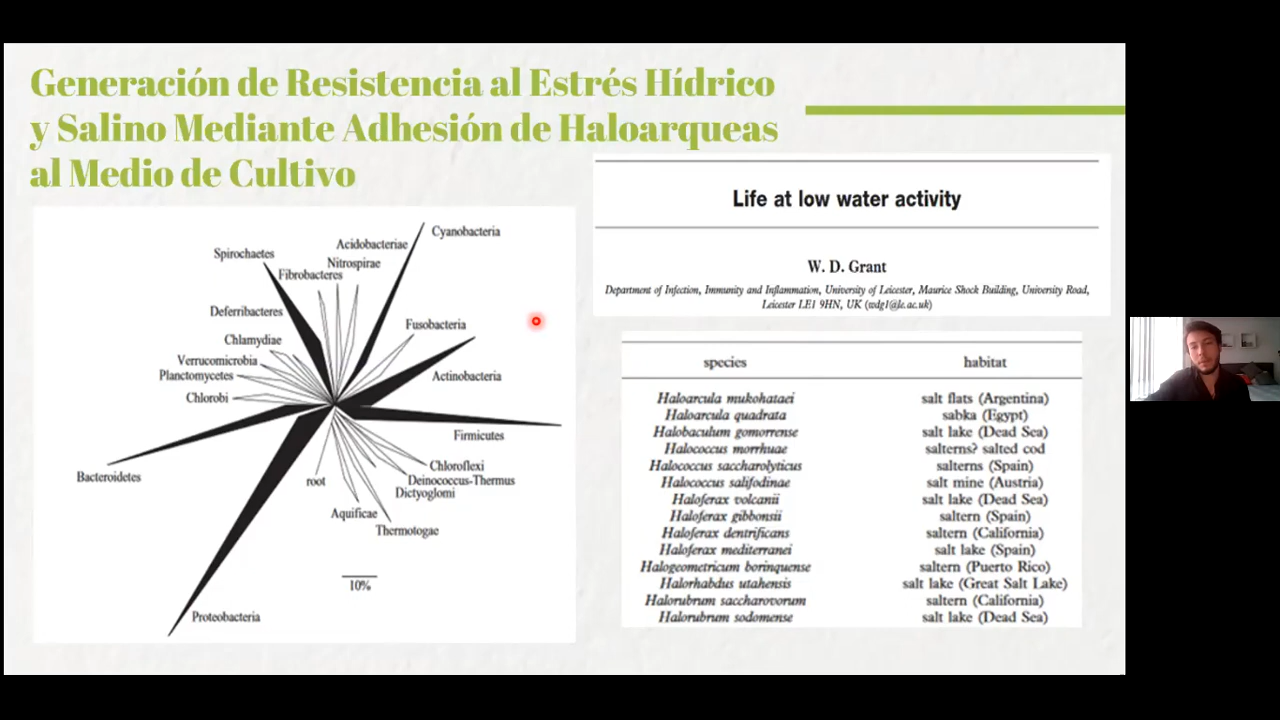 Generación de Resistencia al Estrés Hídrico
y Salino Mediante Adhesión de Haloarqueas
al Medio de Cultivo
Cyanobacteria
Acidobacteriae
Spirochaetes
Nitrospirae
Fibrobacteres
Deferribacteres
Fusobacteria
Chlamydiae
Verrucomicrobia
Planctomycetes
Actinobacteria
Chlorobi
Firmicutes
Chloroflexi
Bacteroidetes
root
Deinococcus-Thermus
Dictyoglomi
Aquificae
Thermotogae
10%
Proteobacteria
Life at low water activity
W. D. Grant
Department of Infection, Immunity and Inflammation, University of Leicester, Maurice Shock Building, University Road,
Leicester LE1 9HN, UK (wdg1@le.ac.uk)
species habitat
Haloarcula mukohataei salt flats (Argentina)
Haloarcula quadrata sabka (Egypt)
Halobaculum gomorrense salt lake (Dead Sea)
Halococcus morrhuae salterns? salted cod
Halococcus saccharolyticus salterns (Spain)
Halococcus salifodinae salt mine (Austria)
Haloferax volcanii salt lake (Dead Sea)
Haloferax gibbonsii saltern (Spain)
Haloferax dentrificans saltern (California)
Haloferax mediterranei salt lake (Spain)
Halogeometricum borinquense saltern (Puerto Rico)
Halorhabdus utahensis salt lake (Great Salt Lake)
Halorubrum saccharovorum saltern (California)
Halorubrum sodomense salt lake (Dead Sea)